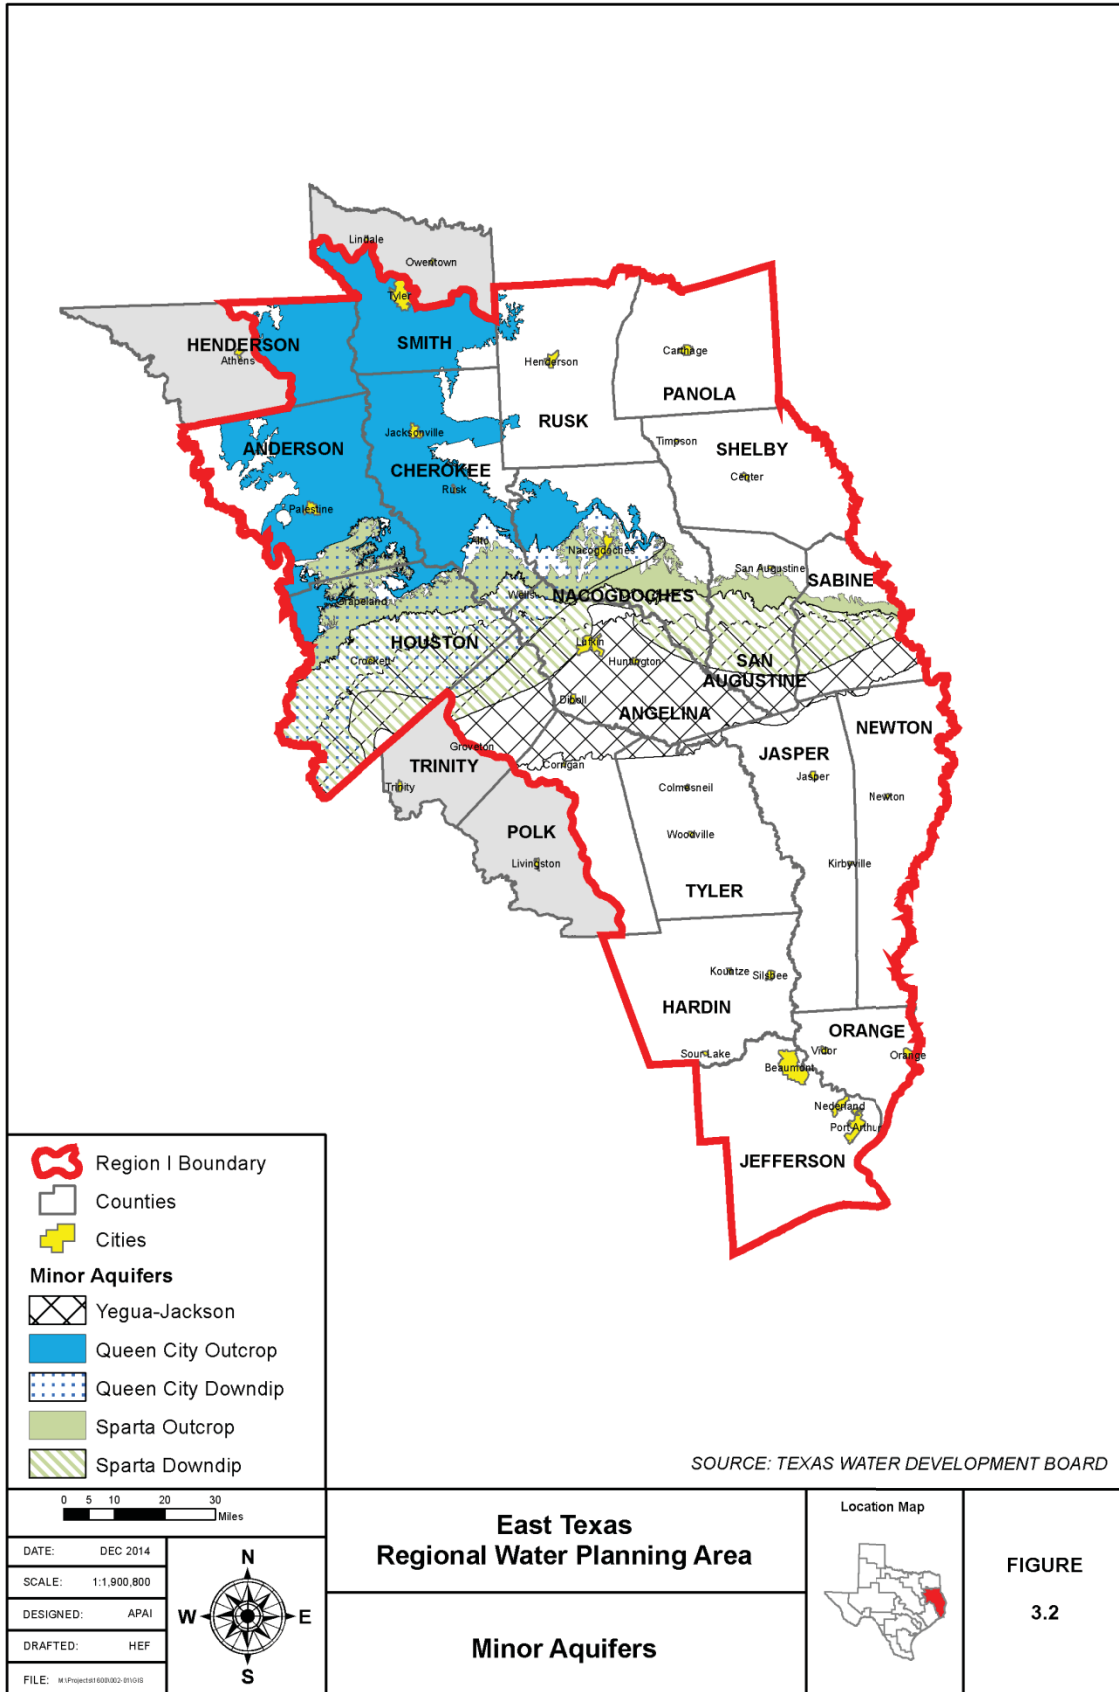 Lindale
Owentown
Tyler
HENDERSON
Athens
SMITH
Henderson
Carthage
PANOLA
RUSK
Jacksonville
ANDERSON
CHEROKEE
Rusk
Timpson
SHELBY
Center
Palestine
Alto
Nacogdoches
San Augustine
SABINE
Grapeland
Wells
NACOGDOCHES
HOUSTON
Crockett
Lufkin
Huntington
SAN
AUGUSTINE
Diboll
ANGELINA
NEWTON
Groveton
TRINITY
Corrigan
JASPER
Jasper
Trinity
Colmesneil
Newton
POLK
Woodville
Livingston
Kirbyville
TYLER
Kountze
Silsbee
HARDIN
ORANGE
Sour Lake
Vidor
Orange
Beaumont
Nederland
Port Arthur
JEFFERSON
Region I Boundary
Counties
Cities
Minor Aquifers
Yegua-Jackson
Queen City Outcrop
Queen City Downdip
Sparta Outcrop
Sparta Downdip
SOURCE: TEXAS WATER DEVELOPMENT BOARD
0 5 10 20 30
Miles
DATE: DEC 2014
SCALE: 1:1,900,800
DESIGNED: APAI
DRAFTED: HEF
FILE:
N
W E
S
East Texas
Regional Water Planning Area
Minor Aquifers
Location Map
FIGURE
3.2